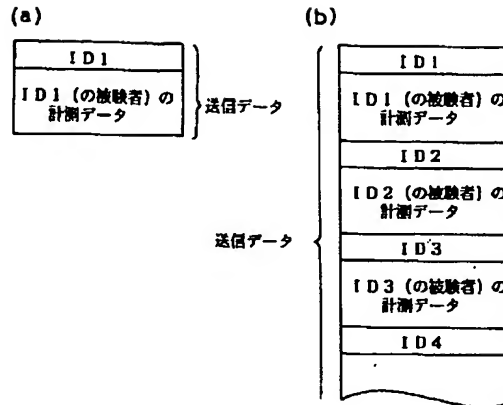 (a)
ID1
ID1(の被験者)の
計測データ
送信データ
(b)
ID1
ID1(の被験者)の
計測データ
ID2
ID2(の被験者)の
計測データ
送信データ
ID3
ID3(の被験者)の
計測データ
ID4